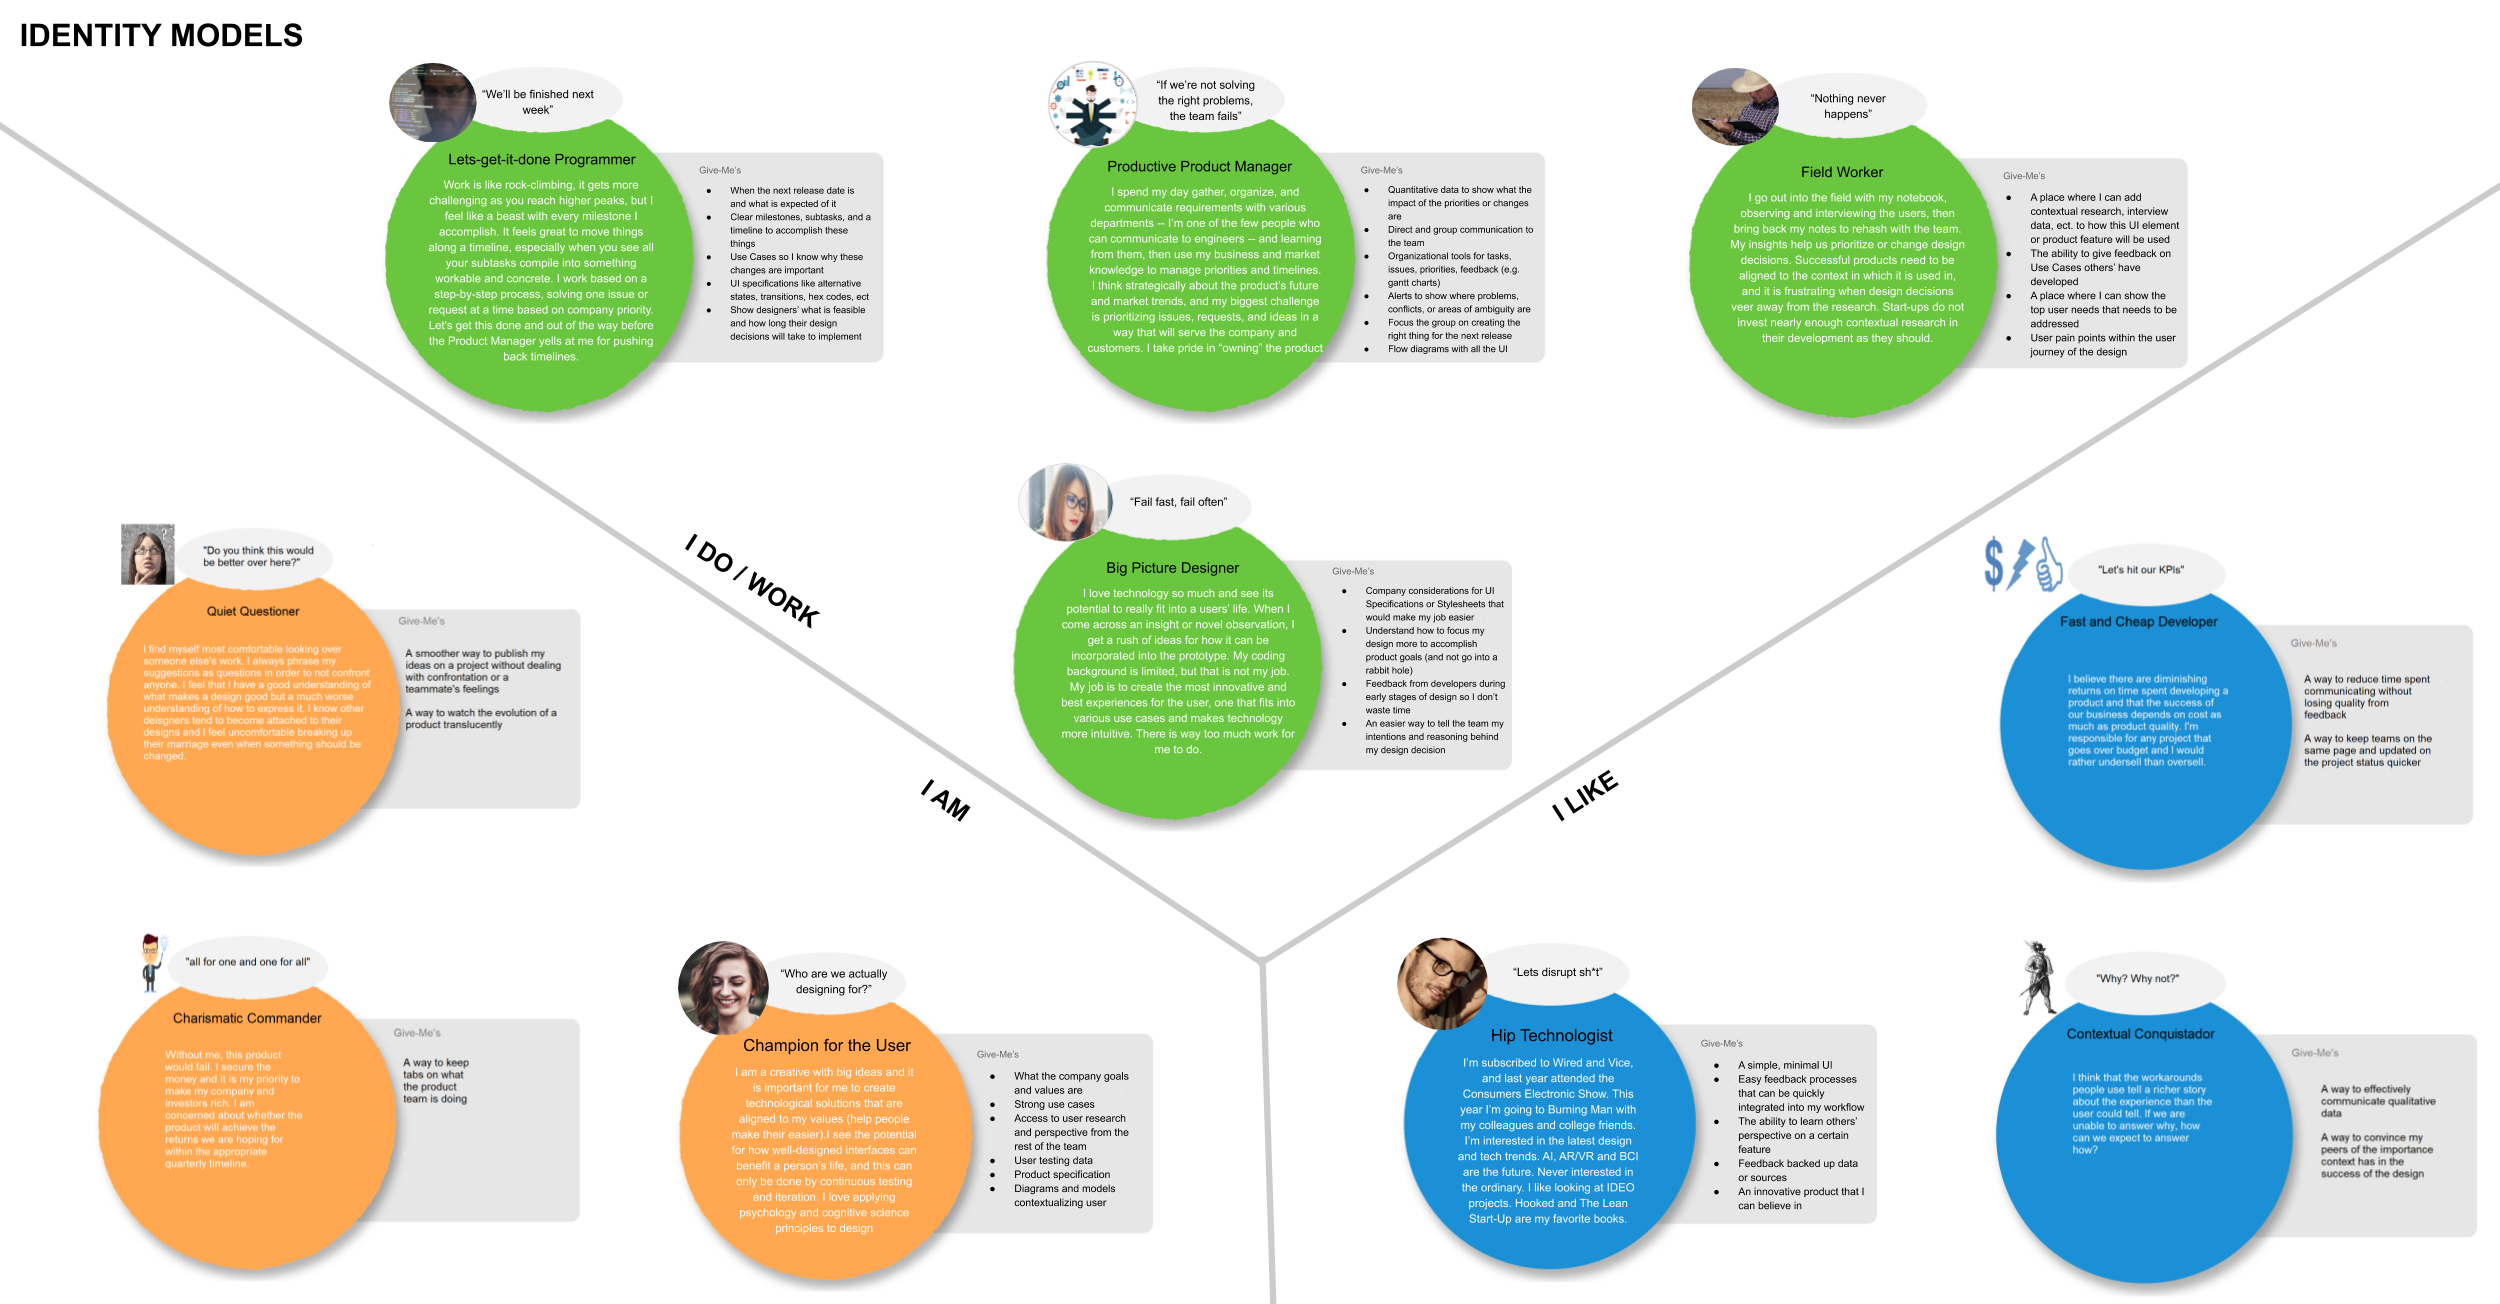 IDENTITY MODELS
“We’ll be finished next
week”
Lets-get-it-done Programmer
Work is like rock-climbing, it gets more
challenging as you reach higher peaks, but I
feel like a beast with every milestone I
accomplish. It feels great to move things
along a timeline, especially when you see all
your subtasks compile into something
workable and concrete. I work based on a
step-by-step process, solving one issue or
request at a time based on company priority.
Let's get this done and out of the way before
the Product Manager yells at me for pushing
back timelines.
Give-Me’s
● When the next release date is
and what is expected of it
● Clear milestones, subtasks, and a
timeline to accomplish these
things
● Use Cases so I know why these
changes are important
● UI specifications like alternative
states, transitions, hex codes, ect
● Show designers’ what is feasible
and how long their design
decisions will take to implement
“If we’re not solving
the right problems,
the team fails”
Productive Product Manager
I spend my day gather, organize, and
communicate requirements with various
departments -- I’m one of the few people who
can communicate to engineers -- and learning
from them, then use my business and market
knowledge to manage priorities and timelines.
I think strategically about the product’s future
and market trends, and my biggest challenge
is prioritizing issues, requests, and ideas in a
way that will serve the company and
customers. I take pride in “owning” the product
Give-Me’s
● Quantitative data to show what the
impact of the priorities or changes
are
● Direct and group communication to
the team
● Organizational tools for tasks,
issues, priorities, feedback (e.g.
gantt charts)
● Alerts to show where problems,
conflicts, or areas of ambiguity are
● Focus the group on creating the
right thing for the next release
● Flow diagrams with all the UI
“Nothing never
happens”
Field Worker
I go out into the field with my notebook,
observing and interviewing the users, then
bring back my notes to rehash with the team.
My insights help us prioritize or change design
decisions. Successful products need to be
aligned to the context in which it is used in,
and it is frustrating when design decisions
veer away from the research. Start-ups do not
invest nearly enough contextual research in
their development as they should.
Give-Me’s
● A place where I can add
contextual research, interview
data, ect. to how this UI element
or product feature will be used
● The ability to give feedback on
Use Cases others’ have
developed
● A place where I can show the
top user needs that needs to be
addressed
● User pain points within the user
journey of the design
“Fail fast, fail often”
Big Picture Designer
I love technology so much and see its
potential to really fit into a users’ life. When I
come across an insight or novel observation, I
get a rush of ideas for how it can be
incorporated into the prototype. My coding
background is limited, but that is not my job.
My job is to create the most innovative and
best experiences for the user, one that fits into
various use cases and makes technology
more intuitive. There is way too much work for
me to do.
Give-Me’s
● Company considerations for UI
Specifications or Stylesheets that
would make my job easier
● Understand how to focus my
design more to accomplish
product goals (and not go into a
rabbit hole)
● Feedback from developers during
early stages of design so I don’t
waste time
● An easier way to tell the team my
intentions and reasoning behind
my design decision
I DO / WORK
I AM
I LIKE
"Do you think this would
be better over here?"
Quiet Questioner
I find myself most comfortable looking over
someone else's work. I always phrase my
suggestions as questions in order to not confront
anyone. I feel that I have a good understanding of
what makes a design good but a much worse
understanding of how to express it. I know other
deisgners tend to become attached to their
designs and I feel uncomfortable breaking up
their marriage even when something should be
changed.
Give-Me's
A smoother way to publish my
ideas on a project without dealing
with confrontation or a
teammate's feelings
A way to watch the evolution of a
product translucently
"Let's hit our KPIs"
Fast and Cheap Developer
I believe there are diminishing
returns on time spent developing a
product and that the success of
our business depends on cost as
much as product quality. I'm
responsible for any project that
goes over budget and I would
rather undersell than oversell.
Give-Me's
A way to reduce time spent
communicating without
losing quality from
feedback
A way to keep teams on the
same page and updated on
the project status quicker
"all for one and one for all"
Charismatic Commander
Without me, this product
would fail. I secure the
money and it is my priority to
make my company and
investors rich. I am
concerned about whether the
product will achieve the
returns we are hoping for
within the appropriate
quarterly timeline.
Give-Me's
A way to keep
tabs on what
the product
team is doing
“Who are we actually
designing for?”
Champion for the User
I am a creative with big ideas and it
is important for me to create
technological solutions that are
aligned to my values (help people
make their easier).I see the potential
for how well-designed interfaces can
benefit a person’s life, and this can
only be done by continuous testing
and iteration. I love applying
psychology and cognitive science
principles to design
Give-Me’s
● What the company goals
and values are
● Strong use cases
● Access to user research
and perspective from the
rest of the team
● User testing data
● Product specification
● Diagrams and models
contextualizing user
“Lets disrupt sh*t”
Hip Technologist
I’m subscribed to Wired and Vice,
and last year attended the
Consumers Electronic Show. This
year I’m going to Burning Man with
my colleagues and college friends.
I’m interested in the latest design
and tech trends. AI, AR/VR and BCI
are the future. Never interested in
the ordinary. I like looking at IDEO
projects. Hooked and The Lean
Start-Up are my favorite books.
Give-Me’s
● A simple, minimal UI
● Easy feedback processes
that can be quickly
integrated into my workflow
● The ability to learn others’
perspective on a certain
feature
● Feedback backed up data
or sources
● An innovative product that I
can believe in
"Why? Why not?"
Contextual Conquistador
I think that the workarounds
people use tell a richer story
about the experience than the
user could tell. If we are
unable to answer why, how
can we expect to answer
how?
Give-Me's
A way to effectively
communicate qualitative
data
A way to convince my
peers of the importance
context has in the
success of the design